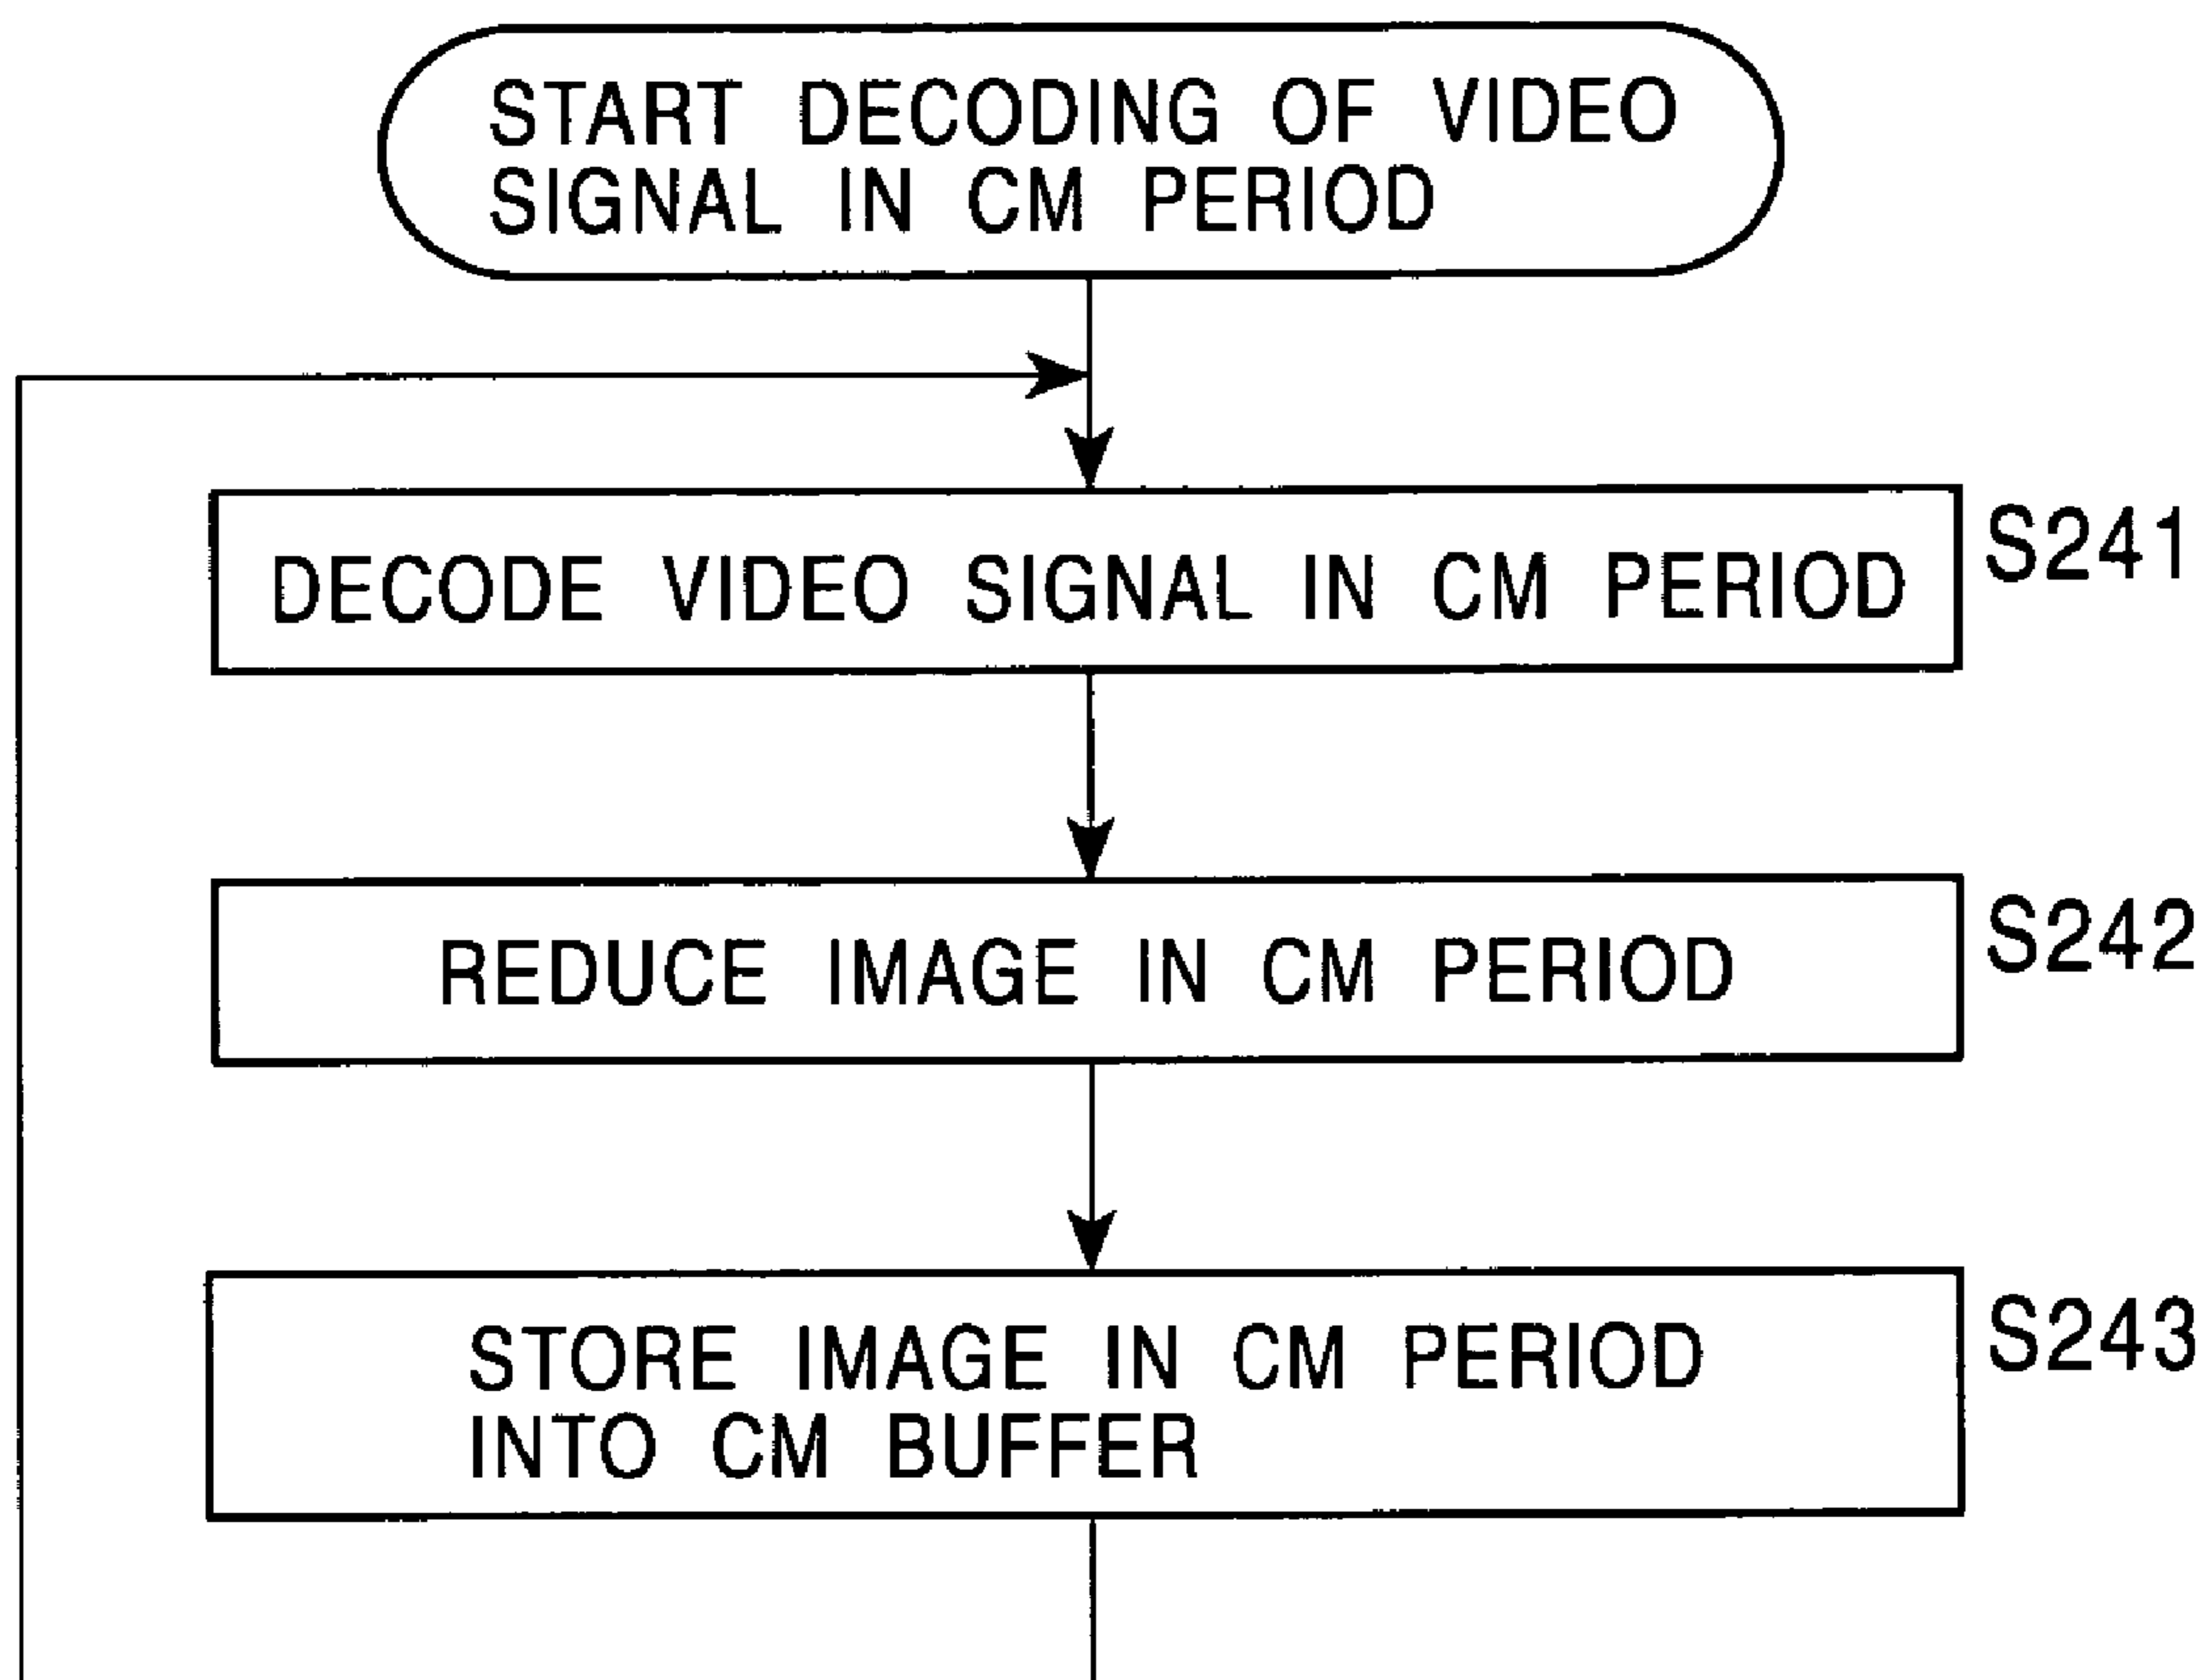 START DECODING OF VIDEO
SIGNAL IN CM PERIOD
DECODE VIDEO SIGNAL IN CM PERIOD
S241
REDUCE IMAGE IN CM PERIOD
S242
STORE IMAGE IN CM PERIOD
INTO CM BUFFER
S243